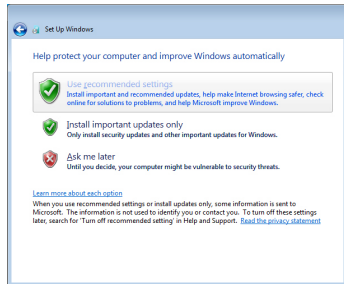 Set Up Windows
Help protect your computer and improve Windows automatically
Use recommended settings
Install important and recommended updates, help make Internet browsing safer, check
online for solutions to problems, and help Microsoft improve Windows.
Install important updates only
Only install security updates and other important updates for Windows.
Ask me later
Until you decide, your computer might be vulnerable to security threats.
Learn more about each option
When you use recommended settings or install updates only, some information is sent to
Microsoft. The information is not used to identify you or contact you. To turn off these settings
later, search for 'Turn off recommended setting' in Help and Support. Read the privacy statement